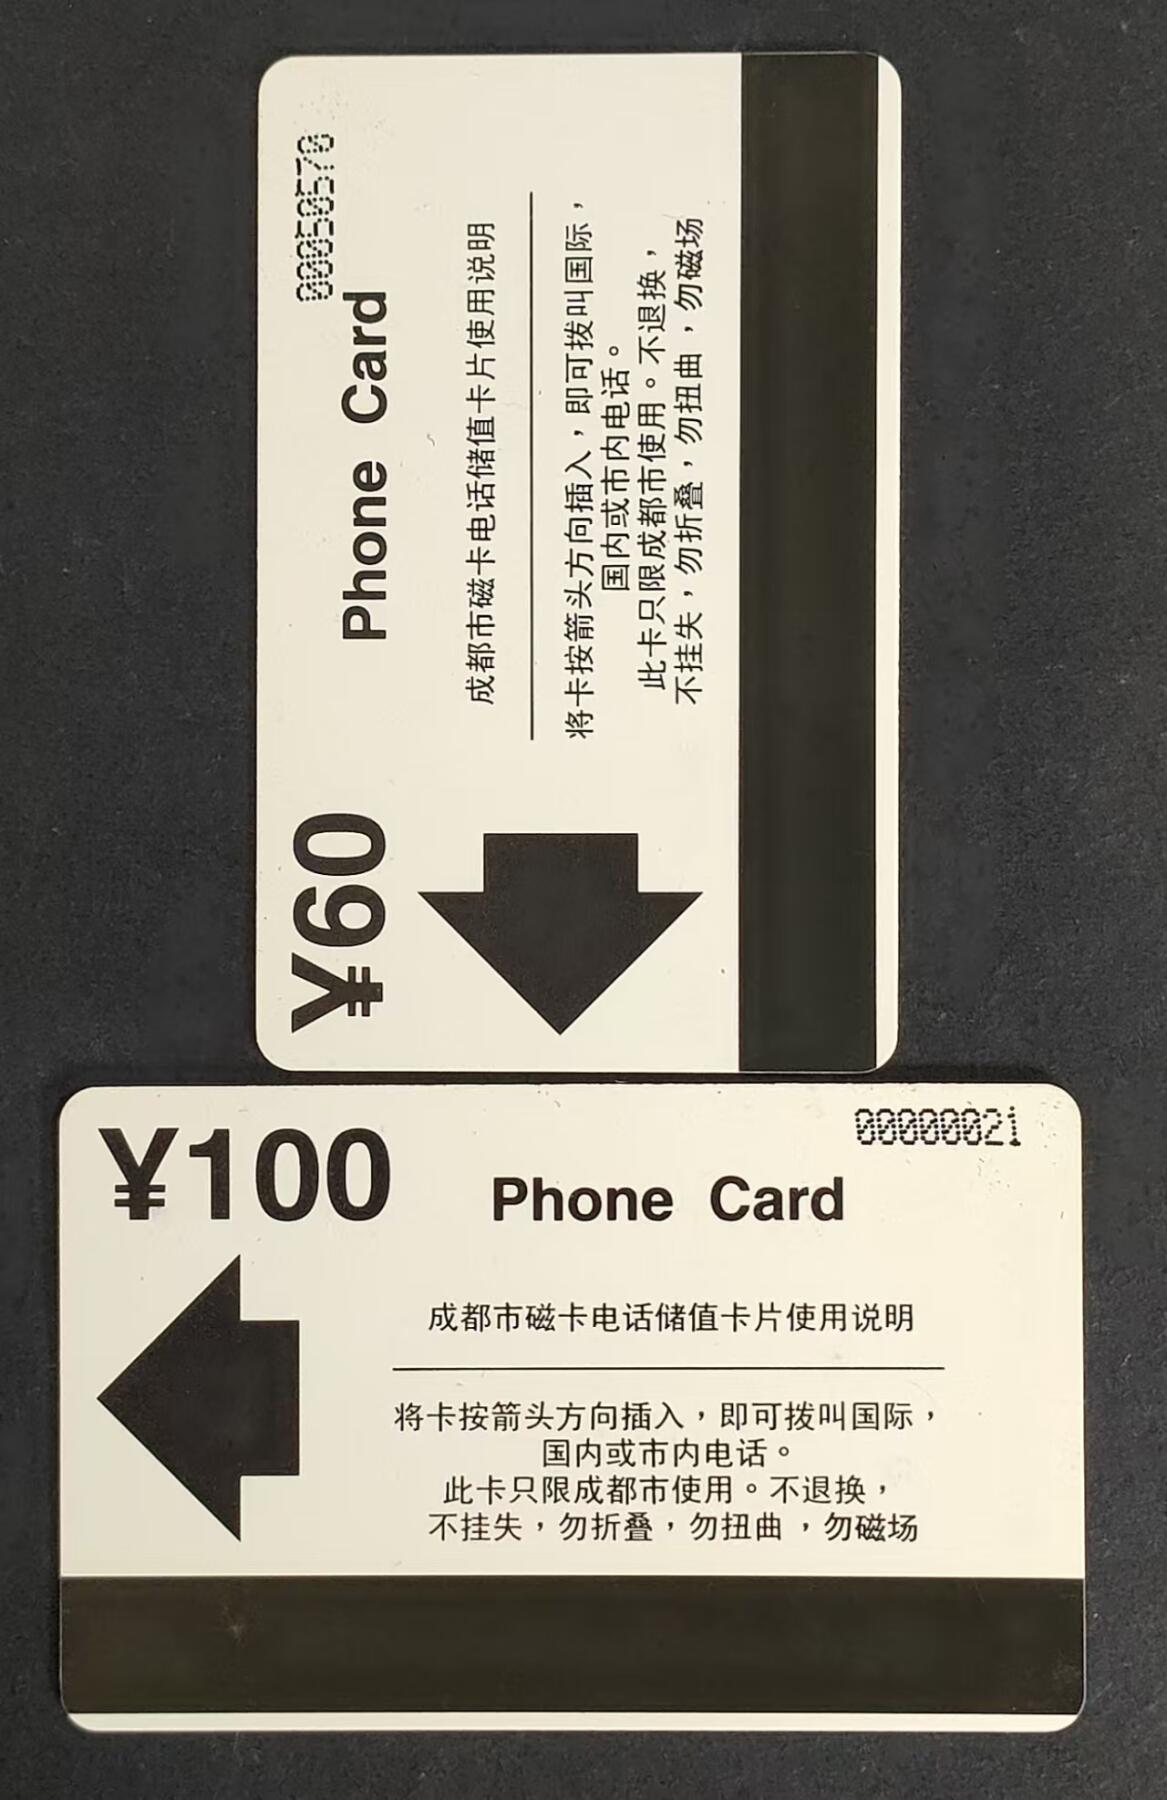 00050570
¥60
Phone Card
成都市磁卡电话储值卡片使用说明
将卡按箭头方向插入，即可拨叫国际，
国内或市内电话。
此卡只限成都市使用。不退换，
不挂失，勿折叠，勿扭曲，勿磁场
00000021
¥100
Phone Card
成都市磁卡电话储值卡片使用说明
将卡按箭头方向插入，即可拨叫国际，
国内或市内电话。
此卡只限成都市使用。不退换，
不挂失，勿折叠，勿扭曲，勿磁场